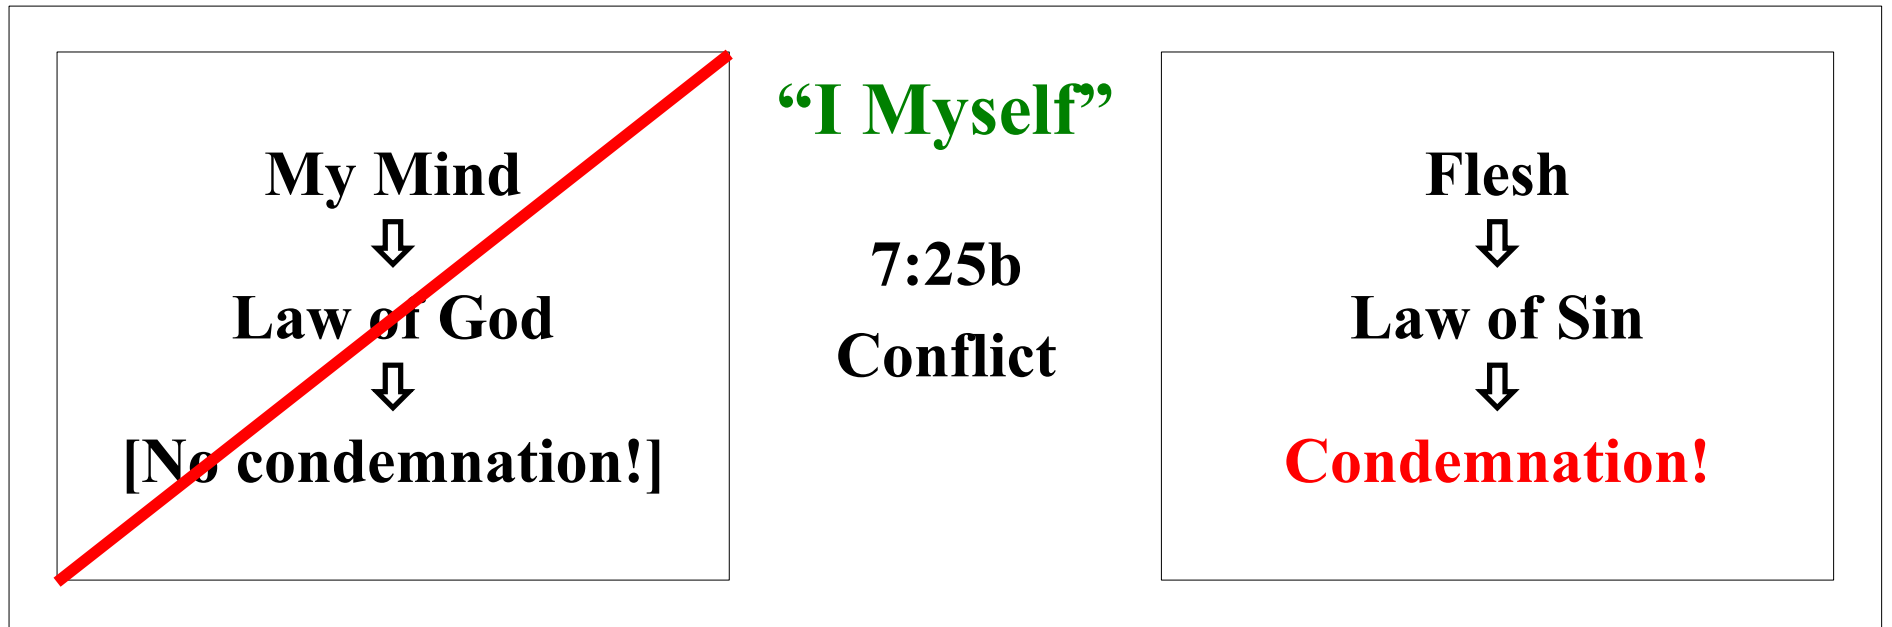 My Mind
⇩
Law of God
⇩
[No condemnation!]
“I Myself”
7:25b
Conflict
Flesh
⇩
Law of Sin
⇩
Condemnation!